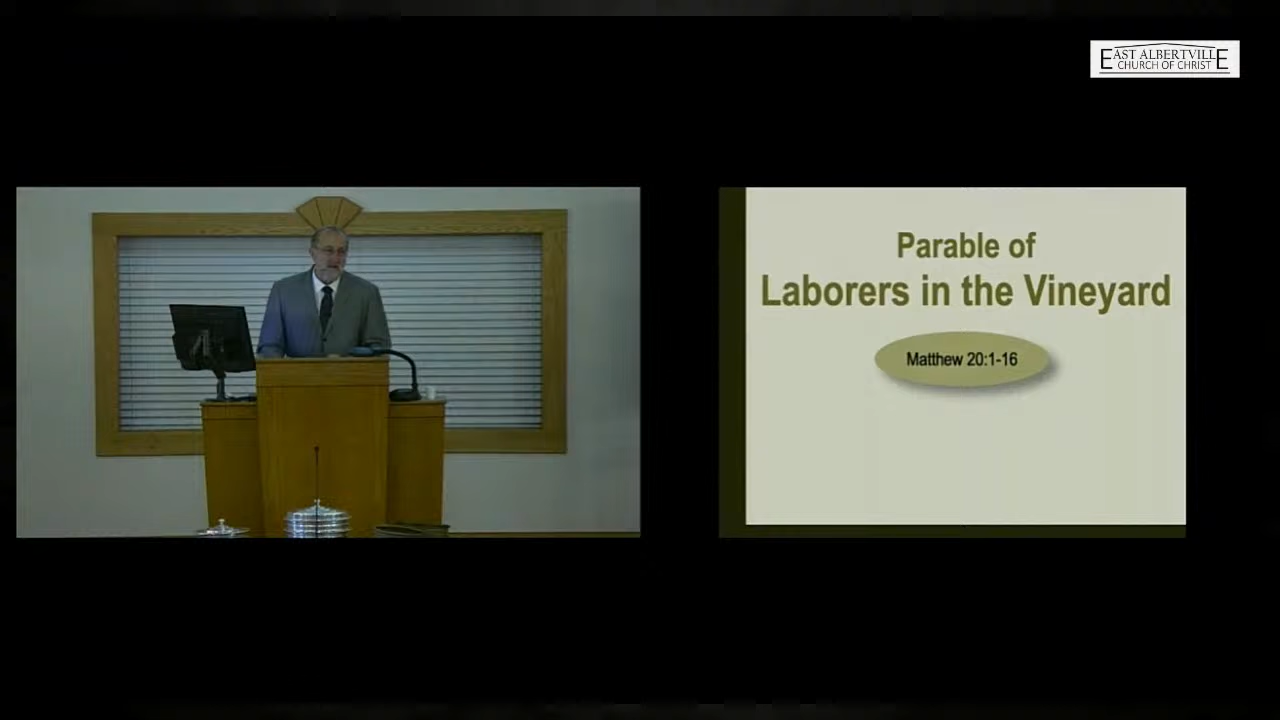 EAST ALBERTVILLE
CHURCH OF CHRIST
Parable of
Laborers in the Vineyard
Matthew 20:1-16